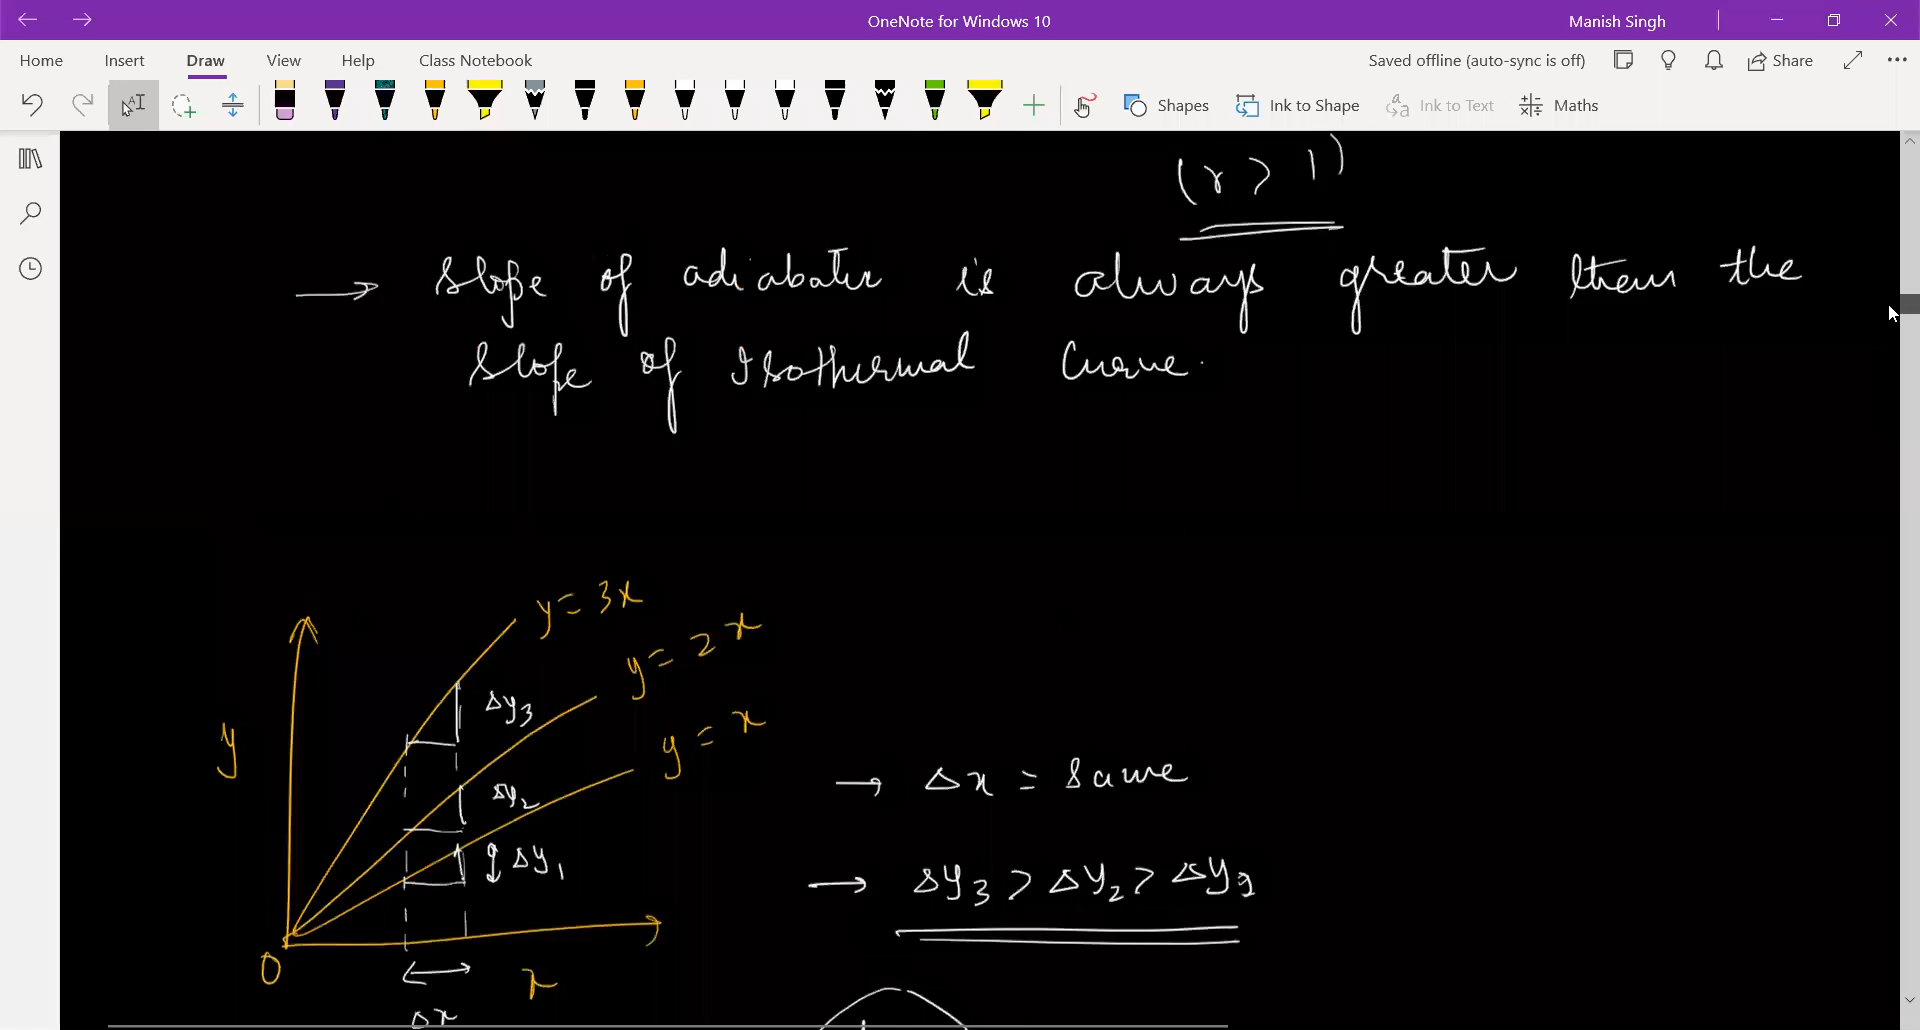 OneNote for Windows 10
Manish Singh
Home Insert Draw View Help Class Notebook
Saved offline (auto-sync is off) Share
Shapes Ink to Shape Ink to Text Maths
(γ > 1)
→ Slope of adiabatic is always greater than the
Slope of Isothermal Curve.
y = 3x
y = 2x
y = x
y
Δy3
Δy2
Δy1
0
x
Δx
→ Δx = Same
→ Δy3 > Δy2 > Δy1